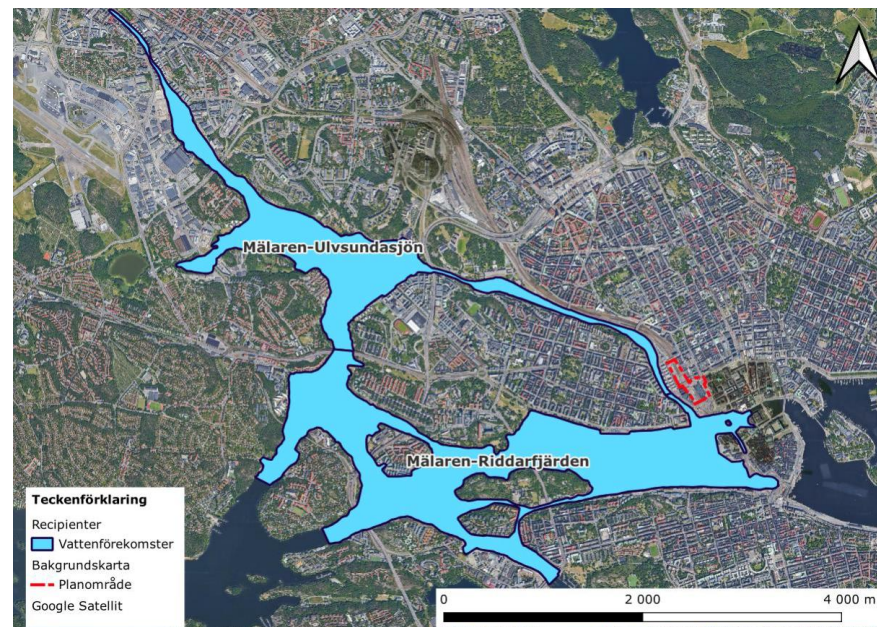 Mälaren-Ulvsundasjön
Mälaren-Riddarfjärden
Teckenförklaring
Recipienter
Vattenförekomster
Bakgrundskarta
Planområde
Google Satellit
0 2 000 4 000 m